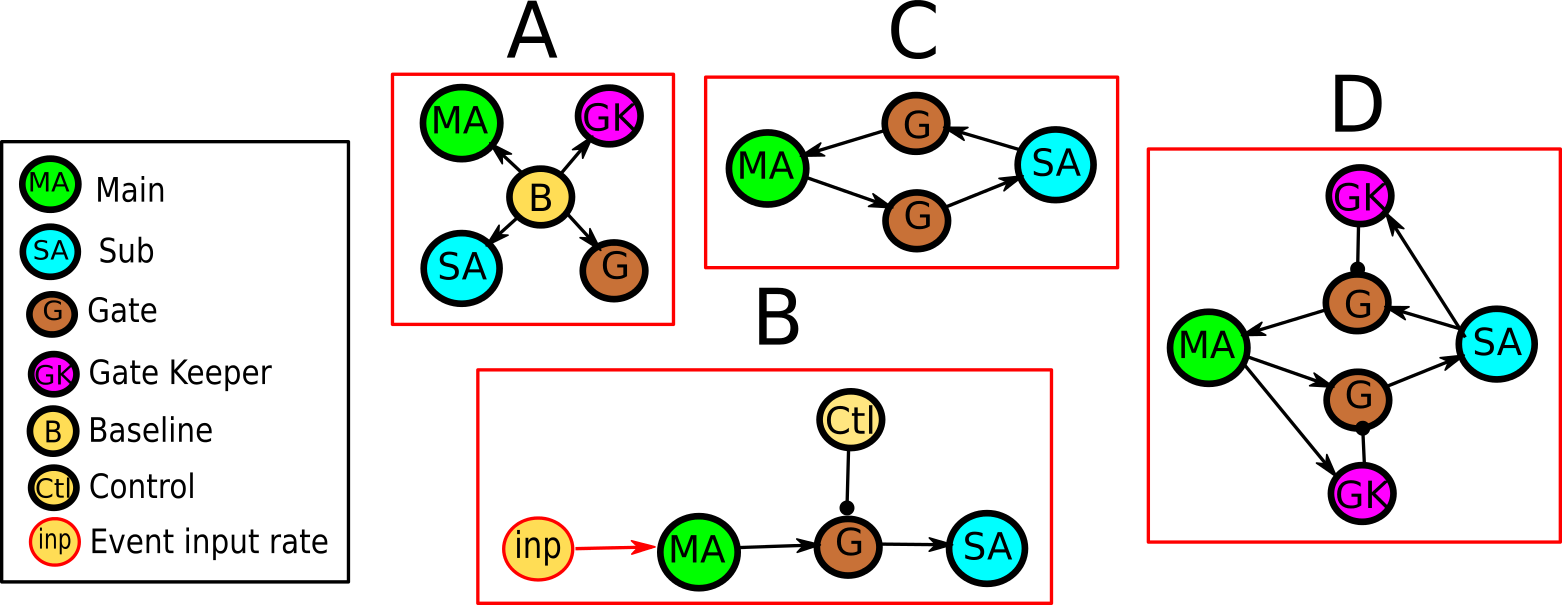 MA Main
SA Sub
G Gate
GK Gate Keeper
B Baseline
Ctl Control
inp Event input rate
A
MA GK
B
SA G
C
G
MA SA
G
B
Ctl
inp MA G SA
D
GK
G
MA SA
G
GK